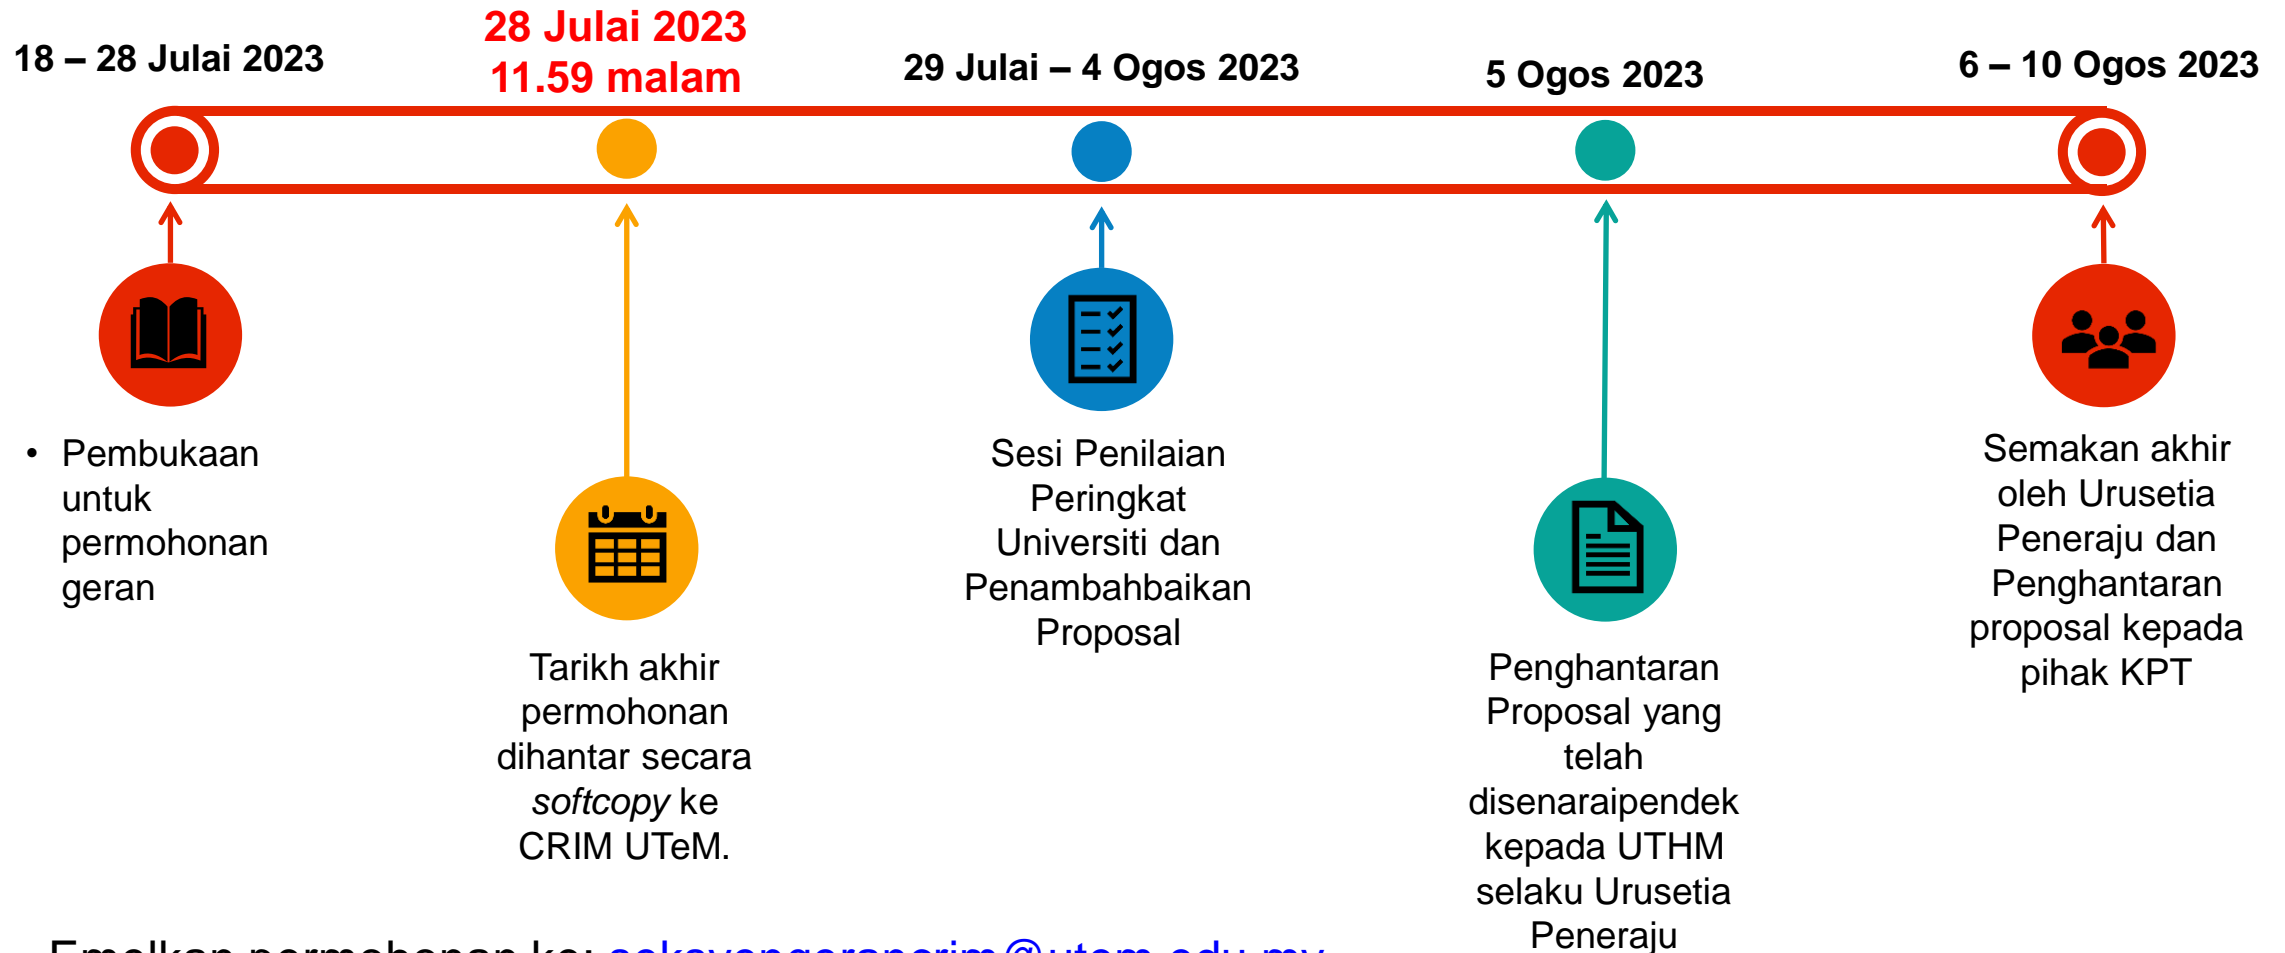 18 – 28 Julai 2023
28 Julai 2023
11.59 malam
29 Julai – 4 Ogos 2023
5 Ogos 2023
6 – 10 Ogos 2023
• Pembukaan
untuk
permohonan
geran
Tarikh akhir
permohonan
dihantar secara
softcopy ke
CRIM UTeM.
Sesi Penilaian
Peringkat
Universiti dan
Penambahbaikan
Proposal
Penghantaran
Proposal yang
telah
disenaraipendek
kepada UTHM
selaku Urusetia
Peneraju
Semakan akhir
oleh Urusetia
Peneraju dan
Penghantaran
proposal kepada
pihak KPT
Emelkan permohonan ke: